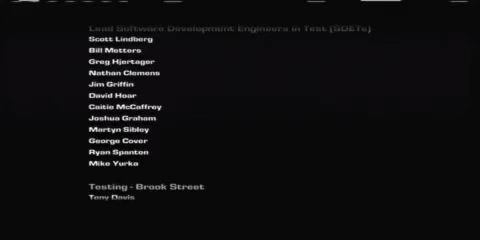 Lead Software Development Engineers in Test (SDETs)
Scott Lindberg
Bill Metters
Greg Hjertager
Nathan Clemens
Jim Griffin
David Hoar
Caitie McCaffrey
Joshua Graham
Martyn Sibley
George Cover
Ryan Spanton
Mike Yurka
Testing - Brook Street
Tony Davis